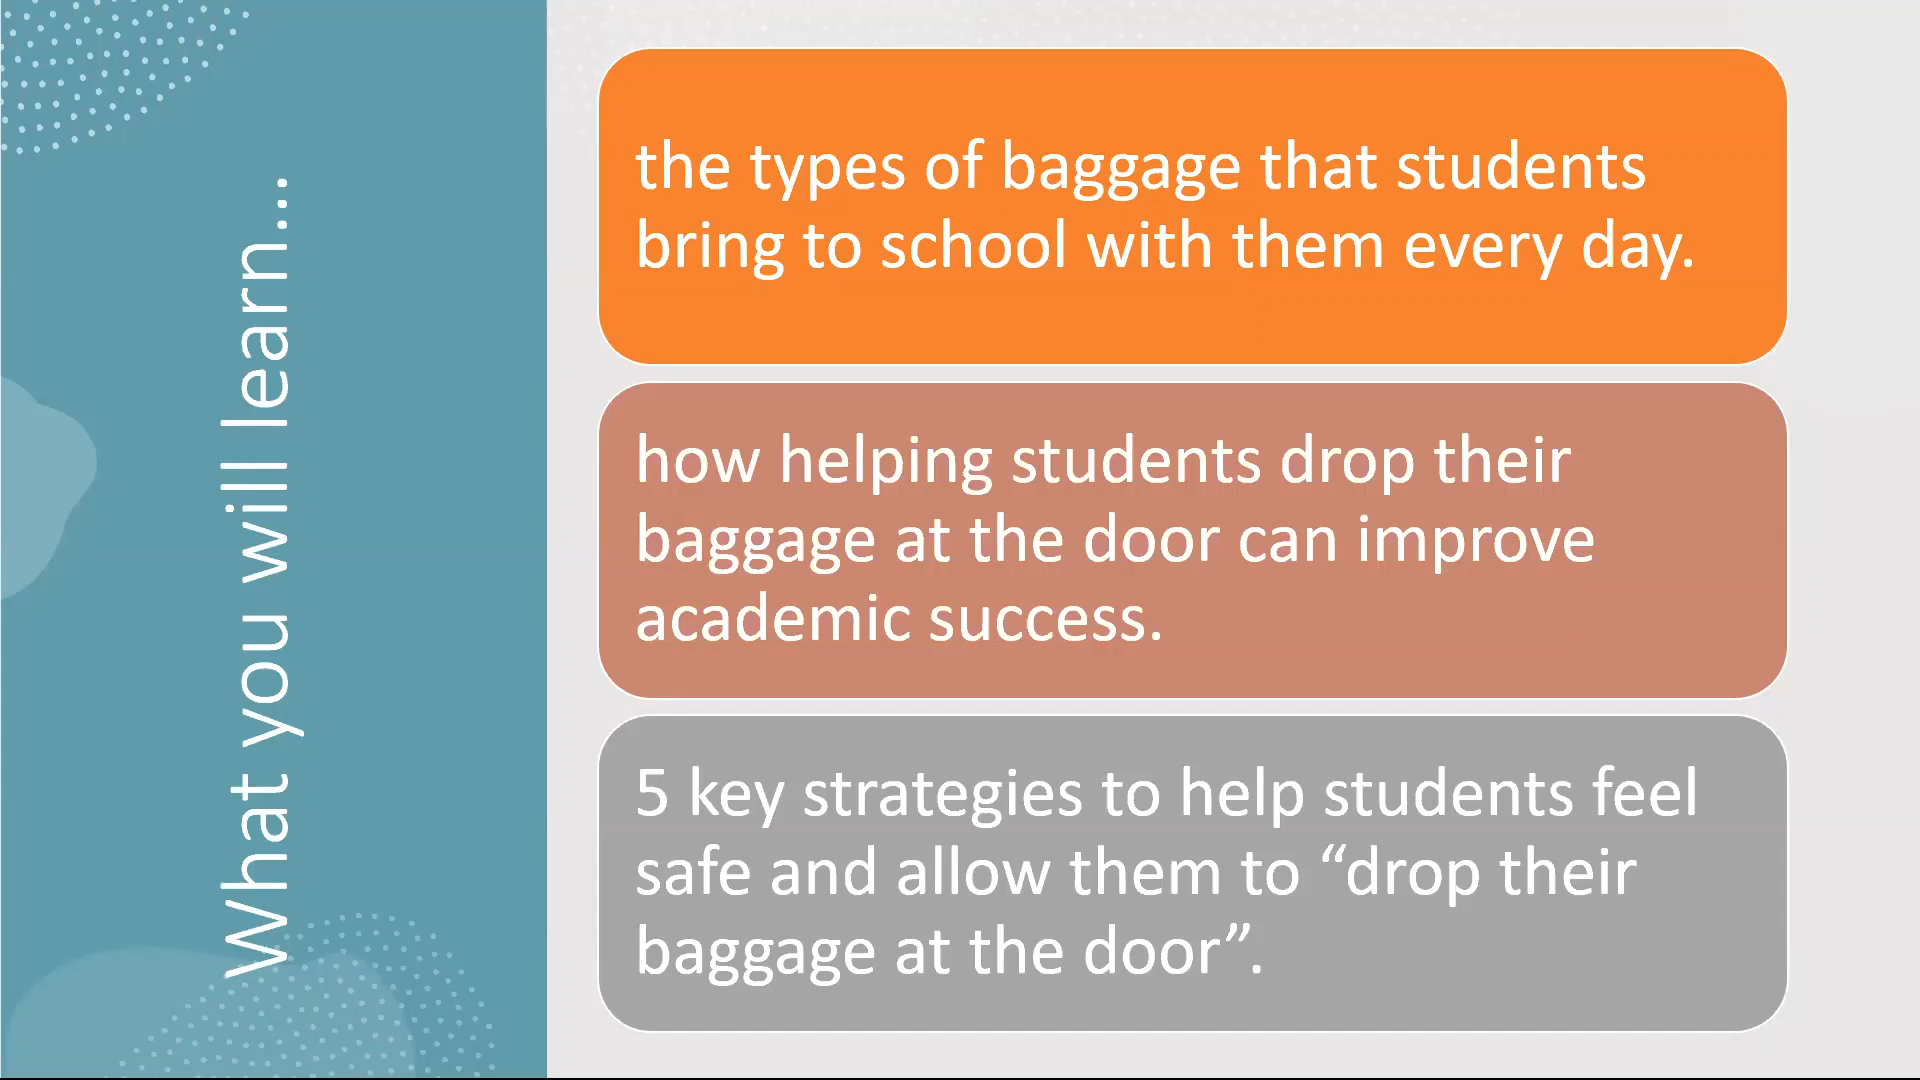 What you will learn...
the types of baggage that students
bring to school with them every day.
how helping students drop their
baggage at the door can improve
academic success.
5 key strategies to help students feel
safe and allow them to “drop their
baggage at the door”.